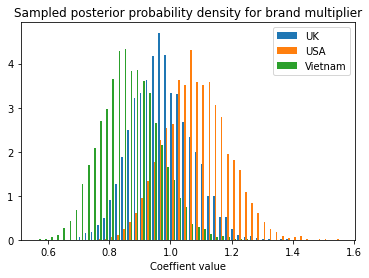 Sampled posterior probability density for brand multiplier
UK
USA
Vietnam
4
3
2
1
0
0.6 0.8 1.0 1.2 1.4 1.6
Coeffient value